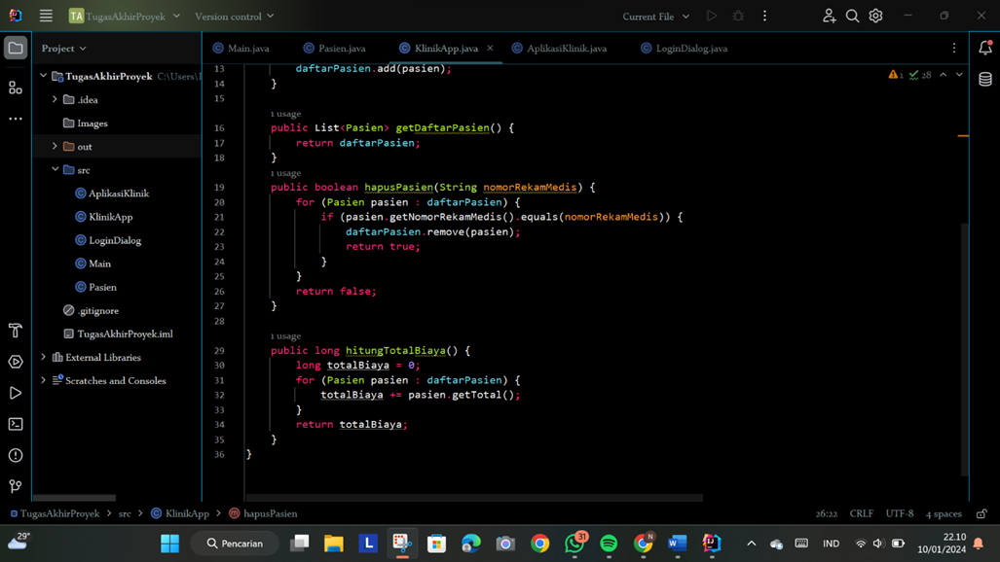 TA TugasAkhirProyek Version control Current File
Project
Main.java Pasien.java KlinikApp.java AplikasiKlinik.java LoginDialog.java
TugasAkhirProyek C:\Users\
.idea
Images
out
src
AplikasiKlinik
KlinikApp
LoginDialog
Main
Pasien
.gitignore
TugasAkhirProyek.iml
External Libraries
Scratches and Consoles
1 28
13 daftarPasien.add(pasien);
14 }
15
1 usage
16 public List<Pasien> getDaftarPasien() {
17 return daftarPasien;
18 }
1 usage
19 public boolean hapusPasien(String nomorRekamMedis) {
20 for (Pasien pasien : daftarPasien) {
21 if (pasien.getNomorRekamMedis().equals(nomorRekamMedis)) {
22 daftarPasien.remove(pasien);
23 return true;
24 }
25 }
26 return false;
27 }
28
1 usage
29 public long hitungTotalBiaya() {
30 long totalBiaya = 0;
31 for (Pasien pasien : daftarPasien) {
32 totalBiaya += pasien.getTotal();
33 }
34 return totalBiaya;
35 }
36 }
TugasAkhirProyek > src > KlinikApp > hapusPasien 26:22 CRLF UTF-8 4 spaces
29° Pencarian L 31 N IND 22.10
10/01/2024